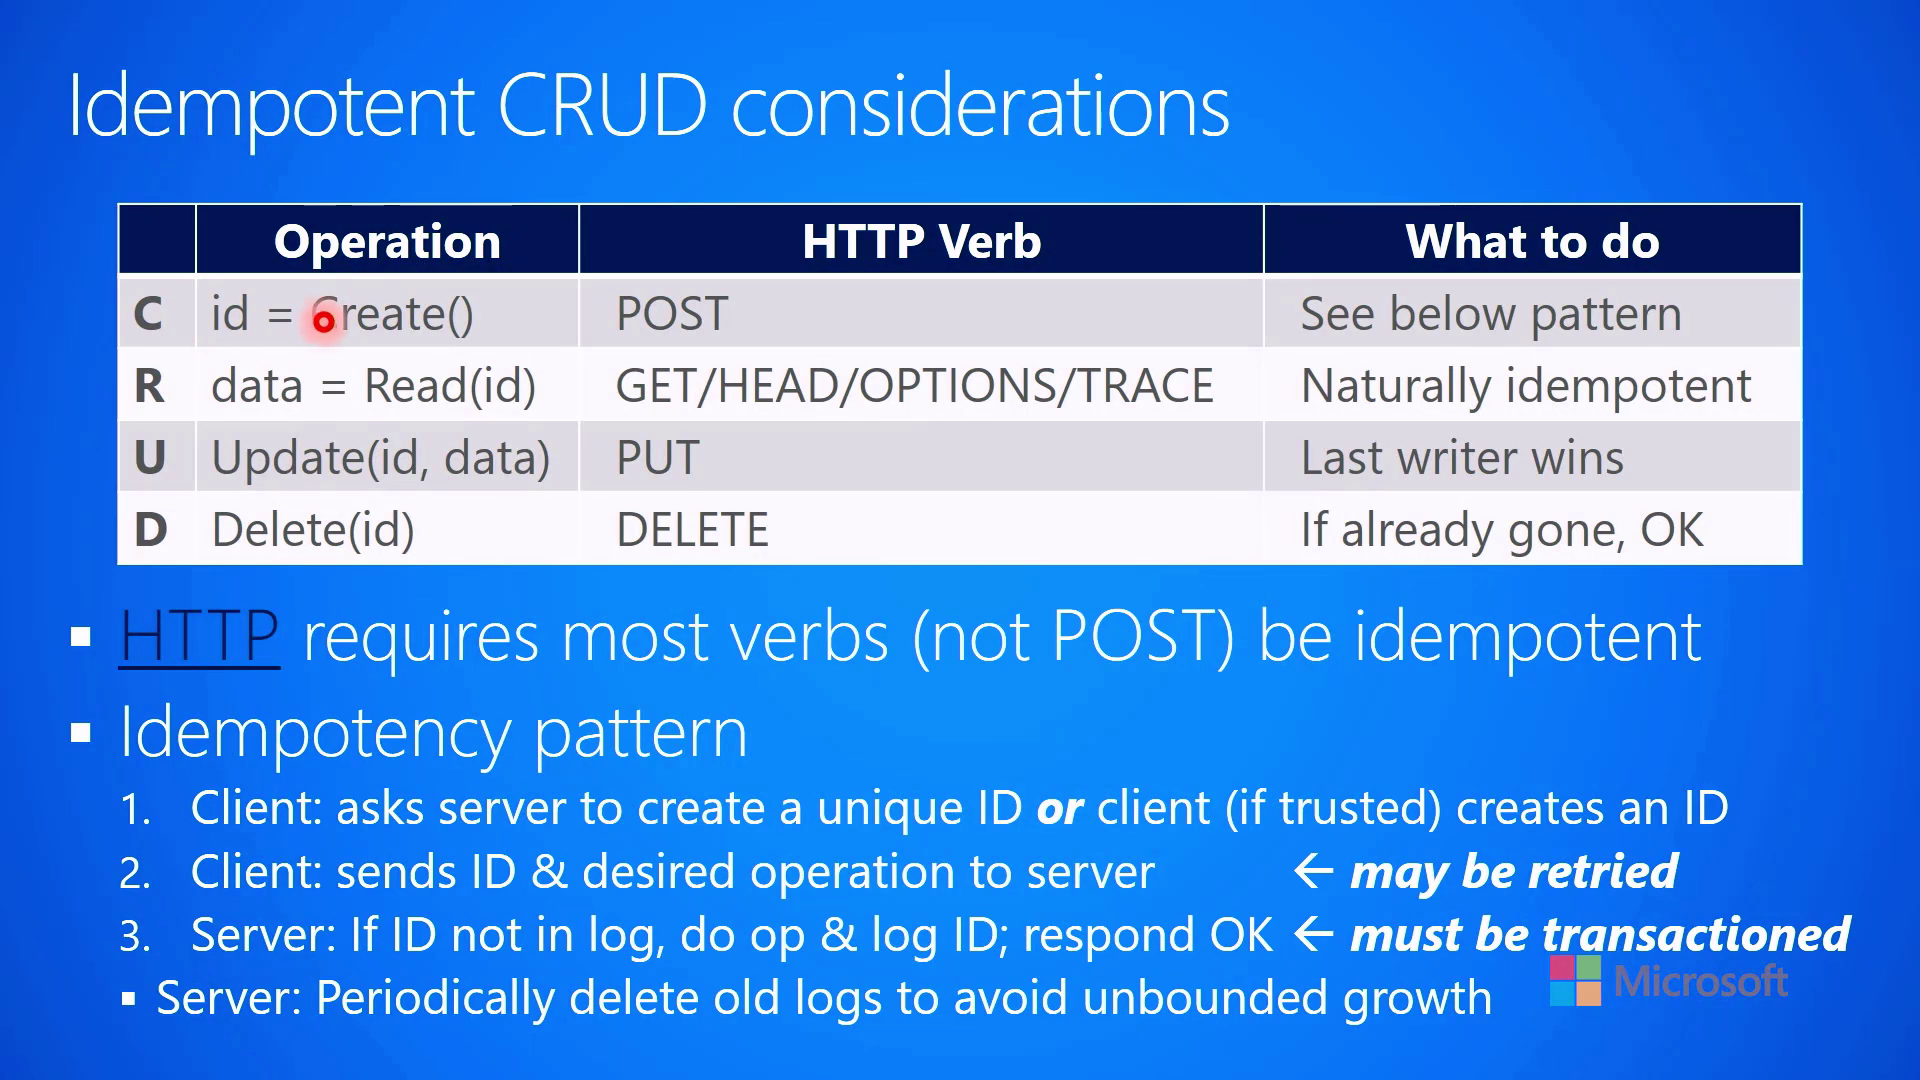 Idempotent CRUD considerations
Operation HTTP Verb What to do
C id = Create() POST See below pattern
R data = Read(id) GET/HEAD/OPTIONS/TRACE Naturally idempotent
U Update(id, data) PUT Last writer wins
D Delete(id) DELETE If already gone, OK
▪ HTTP requires most verbs (not POST) be idempotent
▪ Idempotency pattern
1. Client: asks server to create a unique ID or client (if trusted) creates an ID
2. Client: sends ID & desired operation to server ← may be retried
3. Server: If ID not in log, do op & log ID; respond OK ← must be transactioned
▪ Server: Periodically delete old logs to avoid unbounded growth
Microsoft